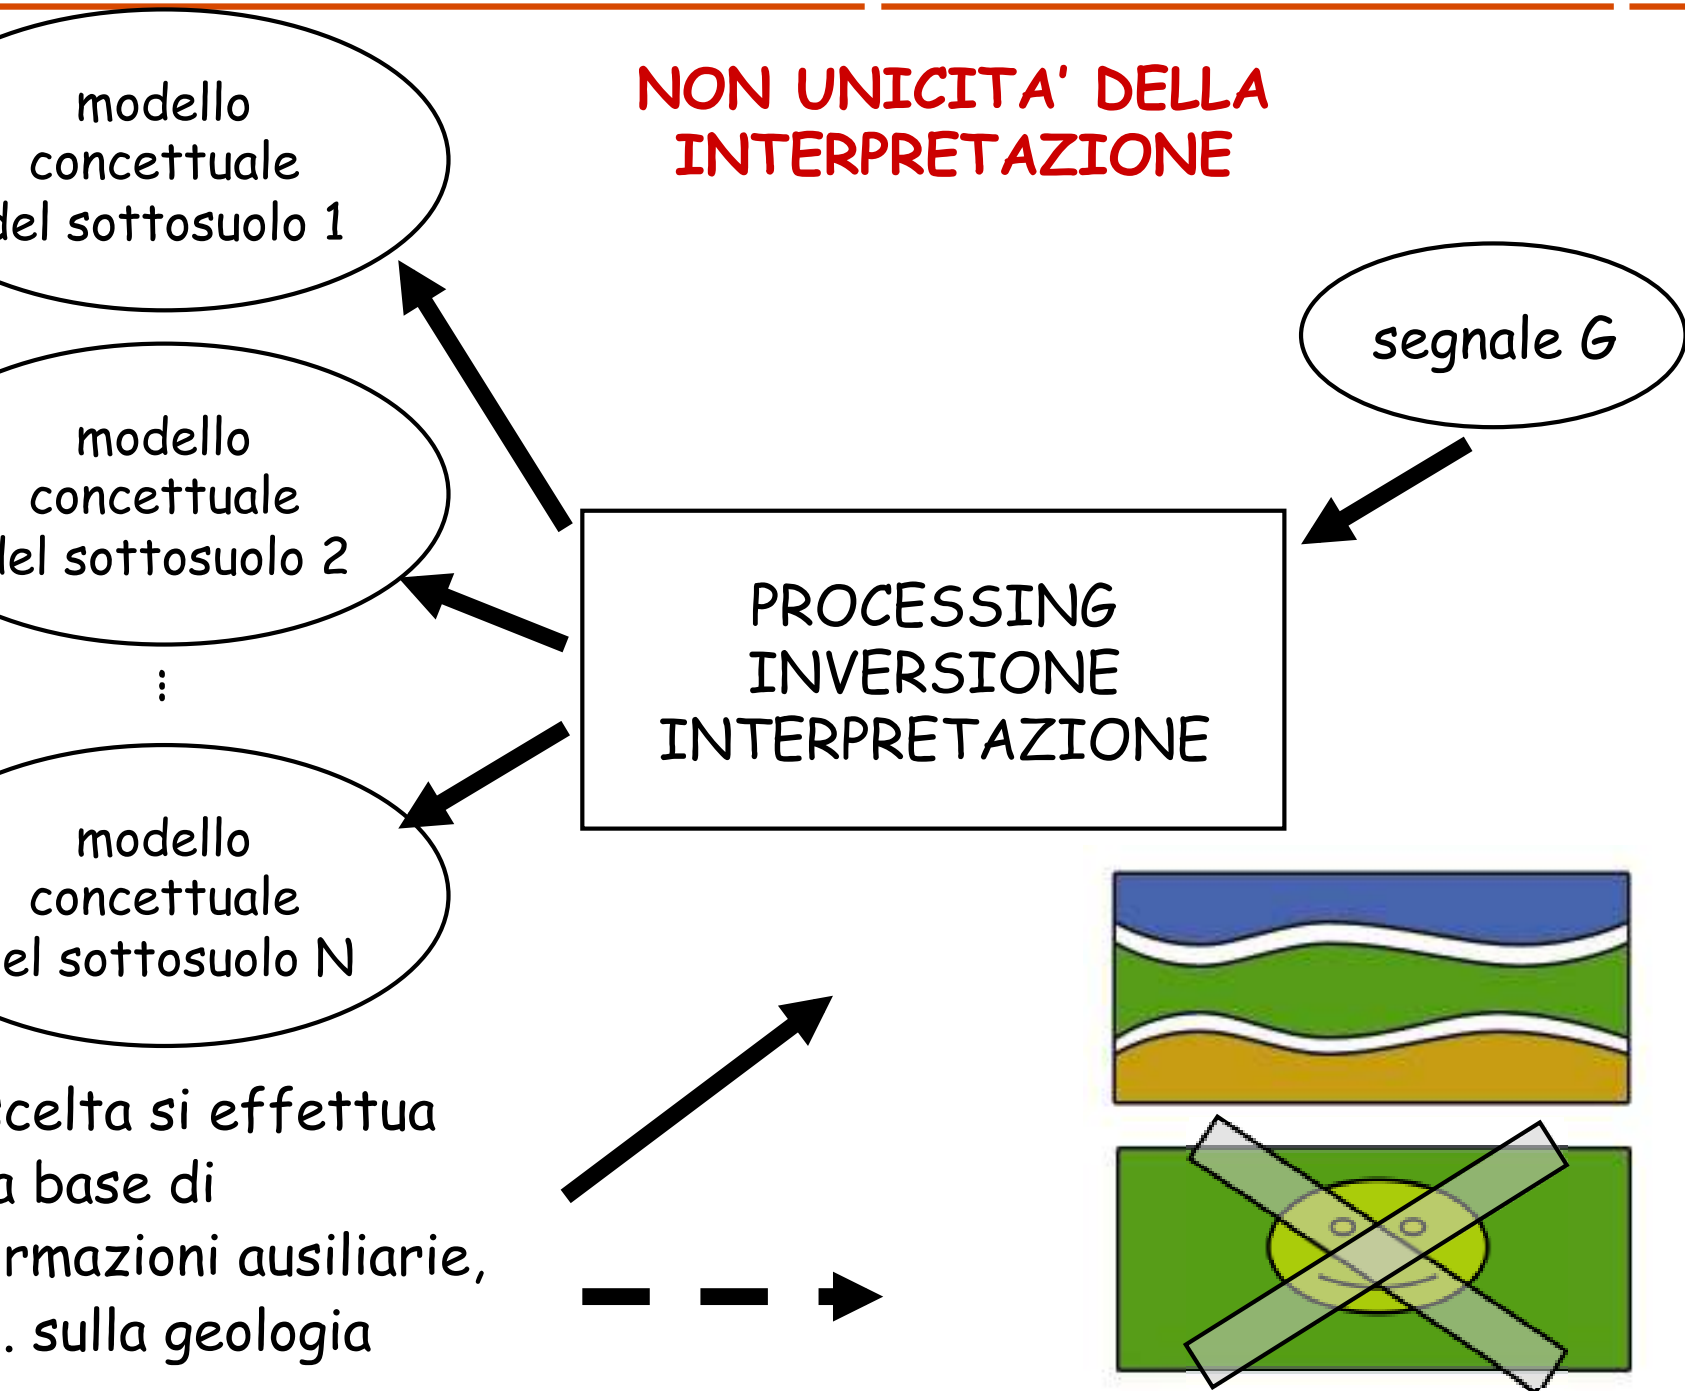 NON UNICITA' DELLA
INTERPRETAZIONE
modello
concettuale
del sottosuolo 1
segnale G
modello
concettuale
del sottosuolo 2
PROCESSING
INVERSIONE
INTERPRETAZIONE
modello
concettuale
el sottosuolo N
celta si effettua
a base di
rmazioni ausiliarie,
. sulla geologia